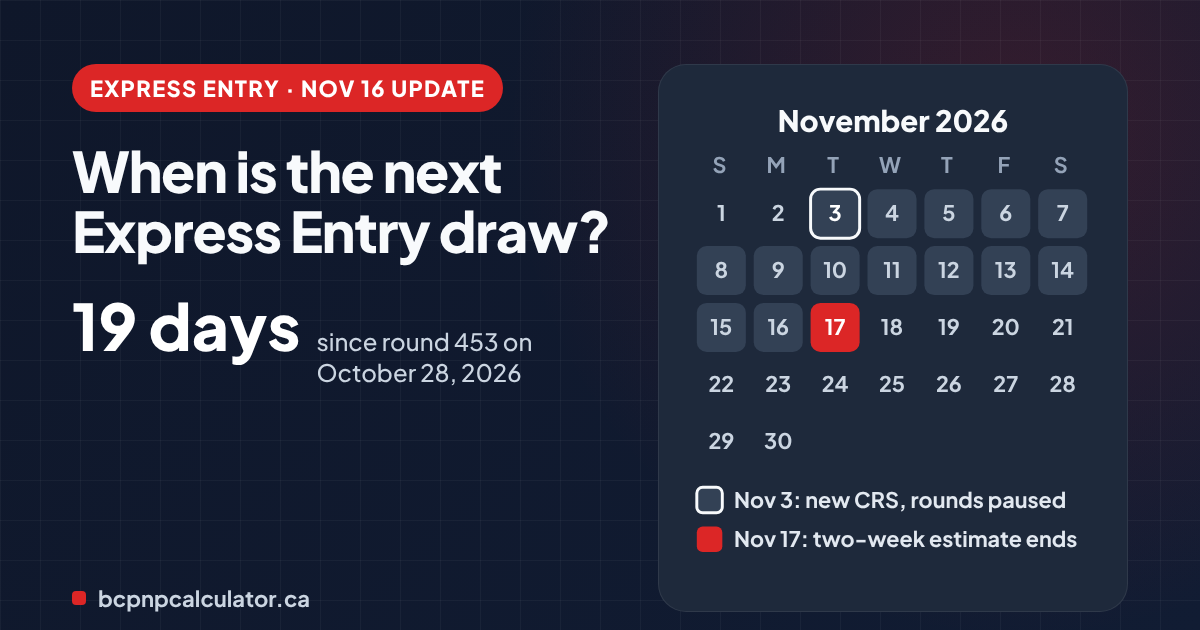 EXPRESS ENTRY · NOV 16 UPDATE
When is the next
Express Entry draw?
19 days since round 453 on
October 28, 2026
bcpnpcalculator.ca
November 2026
S M T W T F S
1 2 3 4 5 6 7
8 9 10 11 12 13 14
15 16 17 18 19 20 21
22 23 24 25 26 27 28
29 30
Nov 3: new CRS, rounds paused
Nov 17: two-week estimate ends